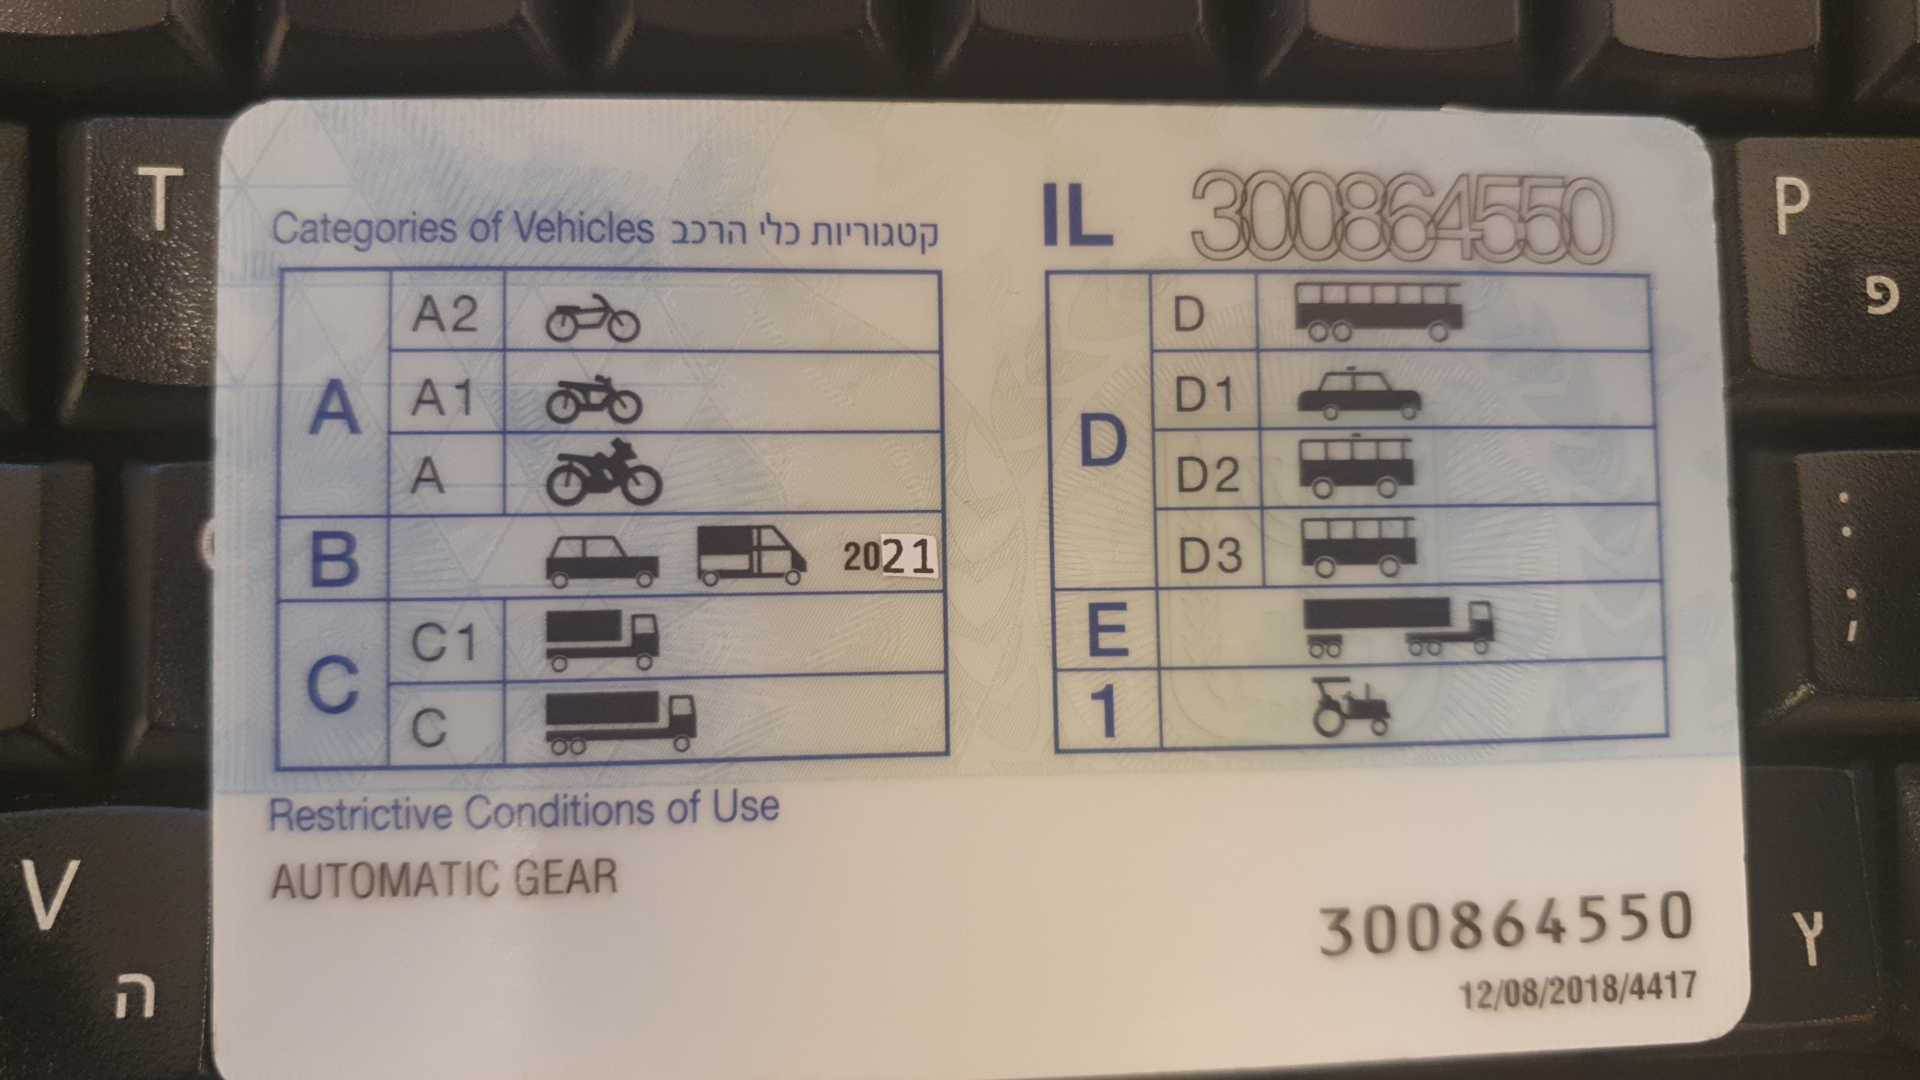 T
P
פ
Categories of Vehicles קטגוריות כלי הרכב
IL 300864550
A
A2
A1
A
B 2021
C
C1
C
D
D
D1
D2
D3
E
1
:
;
Restrictive Conditions of Use
AUTOMATIC GEAR
300864550
12/08/2018/4417
V
ה
ץ